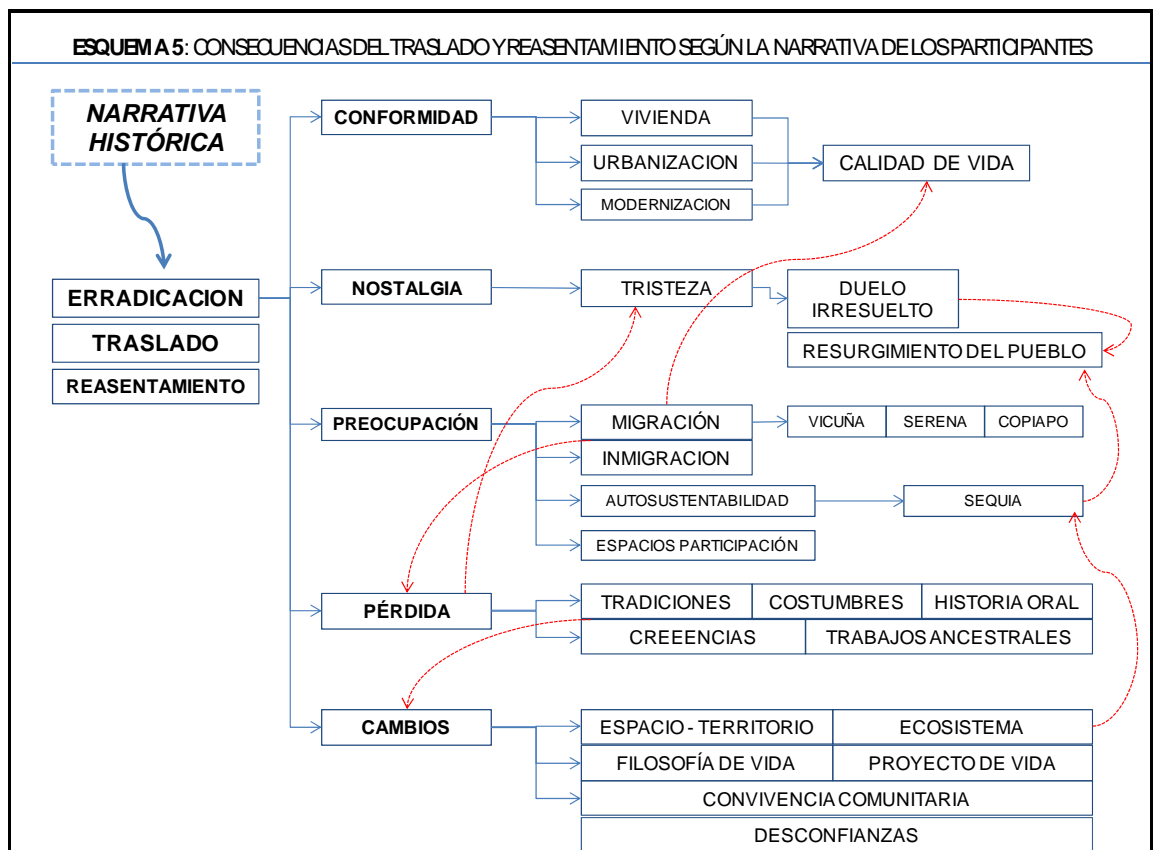 ESQUEMA 5: CONSECUENCIAS DEL TRASLADO Y REASENTAMIENTO SEGÚN LA NARRATIVA DE LOS PARTICIPANTES
NARRATIVA
HISTÓRICA
ERRADICACION
TRASLADO
REASENTAMIENTO
CONFORMIDAD
VIVIENDA
URBANIZACION
MODERNIZACION
CALIDAD DE VIDA
NOSTALGIA
TRISTEZA
DUELO
IRRESUELTO
RESURGIMIENTO DEL PUEBLO
PREOCUPACIÓN
MIGRACIÓN
VICUÑA
SERENA
COPIAPO
INMIGRACION
AUTOSUSTENTABILIDAD
SEQUIA
ESPACIOS PARTICIPACIÓN
PÉRDIDA
TRADICIONES
COSTUMBRES
HISTORIA ORAL
CREEENCIAS
TRABAJOS ANCESTRALES
CAMBIOS
ESPACIO - TERRITORIO
ECOSISTEMA
FILOSOFÍA DE VIDA
PROYECTO DE VIDA
CONVIVENCIA COMUNITARIA
DESCONFIANZAS